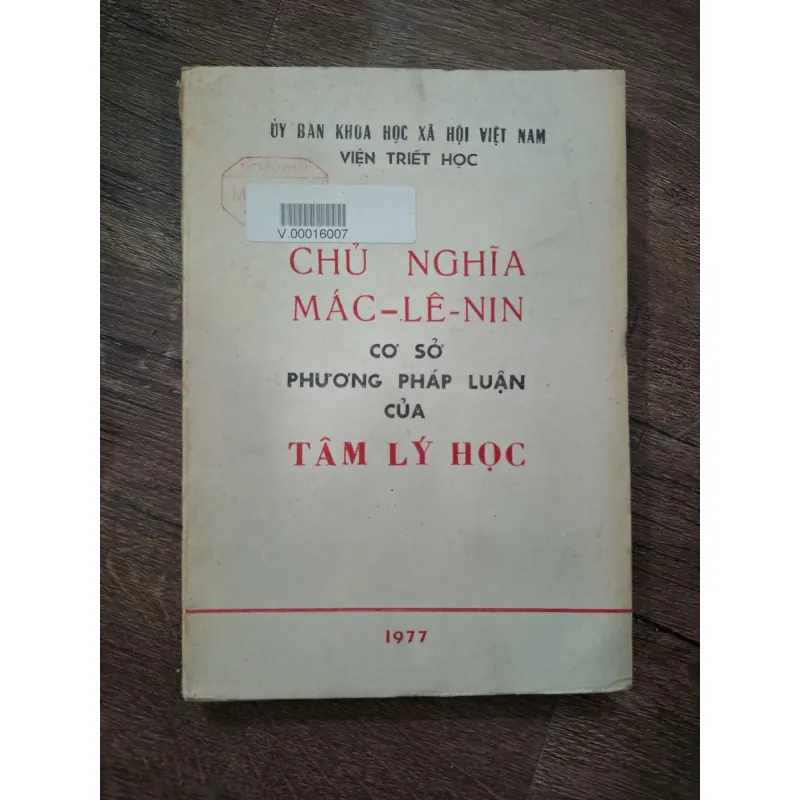 ỦY BAN KHOA HỌC XÃ HỘI VIỆT NAM
VIỆN TRIẾT HỌC
V.00016007
CHỦ NGHĨA
MÁC-LÊ-NIN
CƠ SỞ
PHƯƠNG PHÁP LUẬN
CỦA
TÂM LÝ HỌC
1977